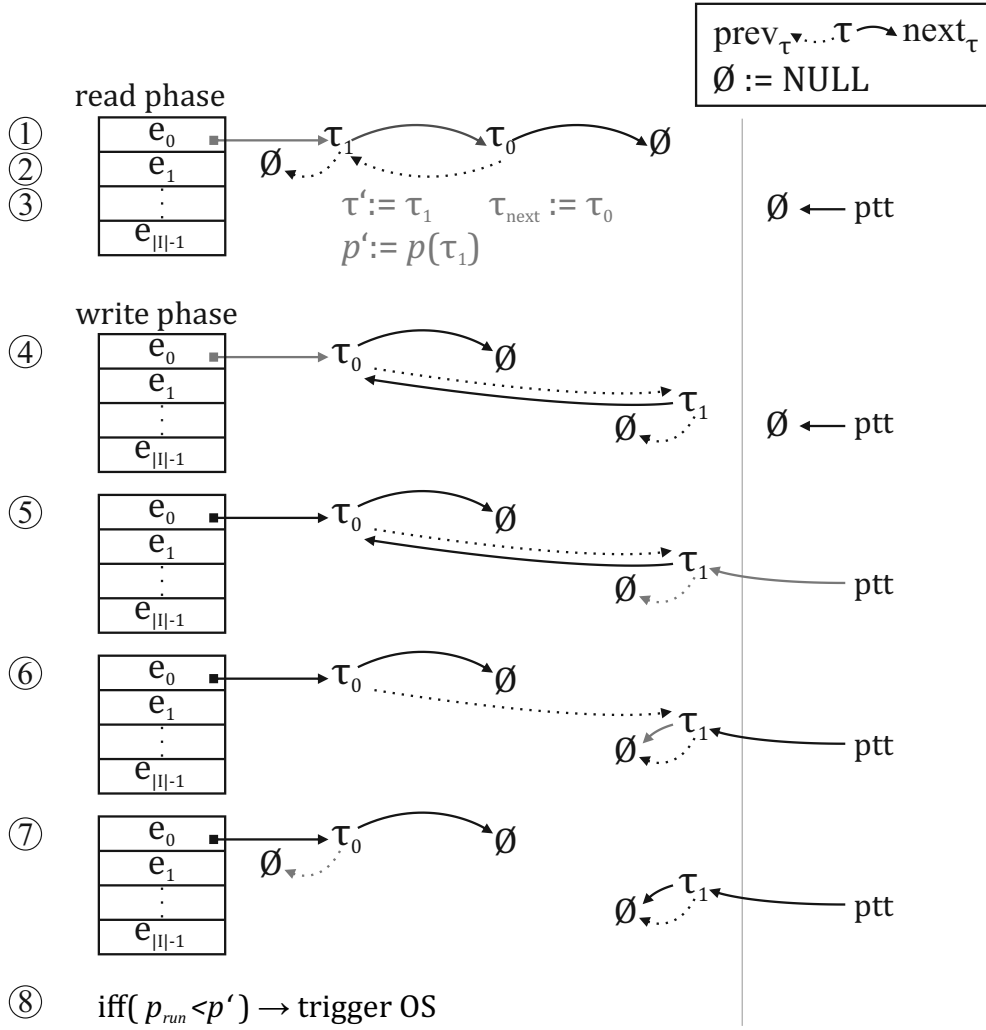 prev_τ τ next_τ
Ø := NULL
read phase
① e_0 τ_1 τ_0 Ø
② e_1 Ø
③ ⋮ τ‘:= τ_1 τ_next := τ_0 Ø ptt
e_|I|-1 p‘:= p(τ_1)
write phase
④ e_0 τ_0 Ø
e_1 τ_1
⋮ Ø Ø ptt
e_|I|-1
⑤ e_0 τ_0 Ø
e_1 τ_1
⋮ Ø ptt
e_|I|-1
⑥ e_0 τ_0 Ø
e_1 τ_1
⋮ Ø ptt
e_|I|-1
⑦ e_0 τ_0 Ø
e_1 Ø τ_1
⋮ Ø ptt
e_|I|-1
⑧ iff( p_run <p‘ ) → trigger OS